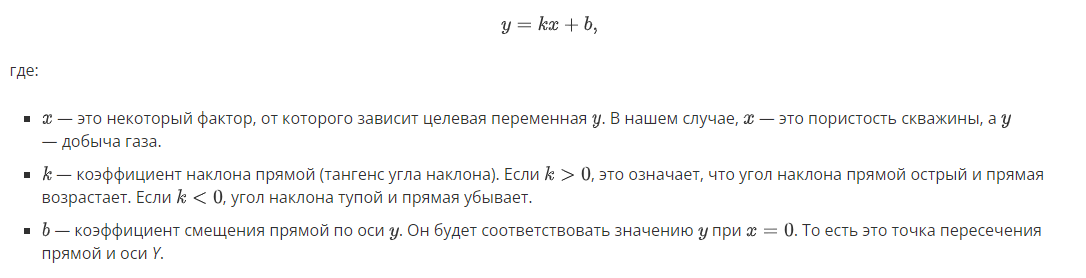 y = kx + b,
где:
▪ x — это некоторый фактор, от которого зависит целевая переменная y. В нашем случае, x — это пористость скважины, а y
— добыча газа.
▪ k — коэффициент наклона прямой (тангенс угла наклона). Если k > 0, это означает, что угол наклона прямой острый и прямая
возрастает. Если k < 0, угол наклона тупой и прямая убывает.
▪ b — коэффициент смещения прямой по оси y. Он будет соответствовать значению y при x = 0. То есть это точка пересечения
прямой и оси Y.